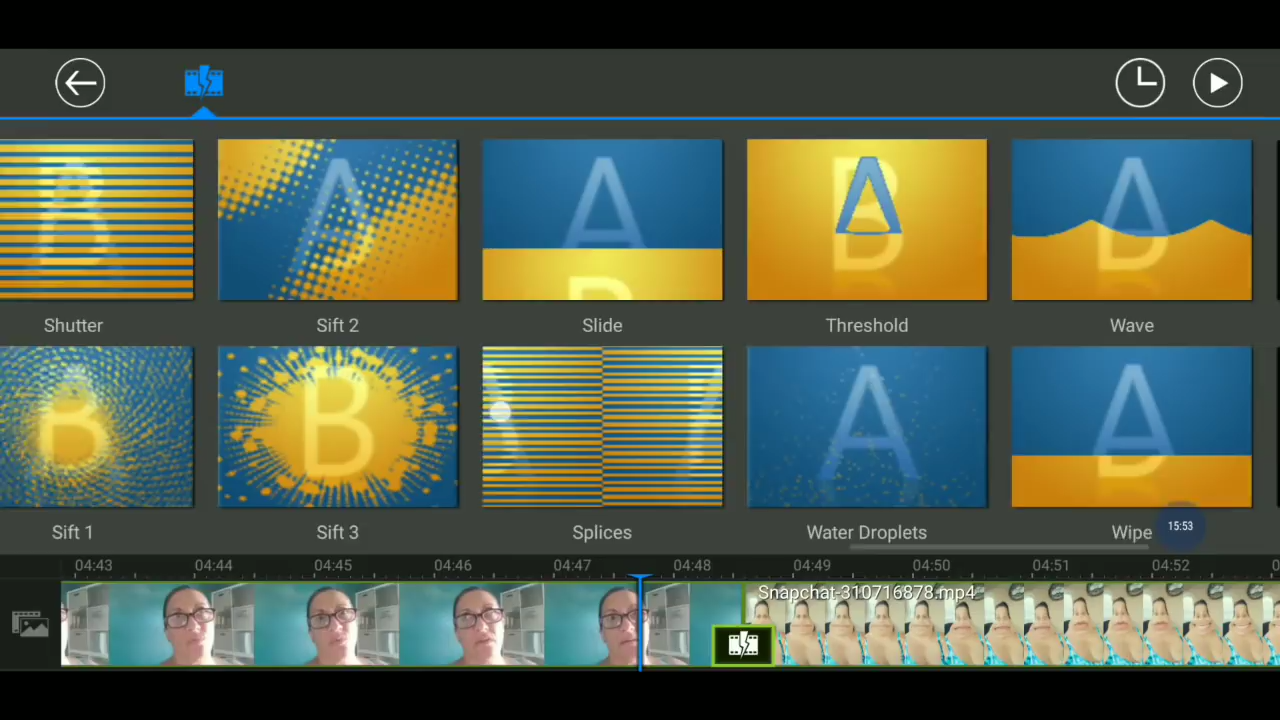 Shutter
Sift 2
Slide
Threshold
Wave
Sift 1
Sift 3
Splices
Water Droplets
Wipe
15:53
04:43
04:44
04:45
04:46
04:47
04:48
04:49
04:50
04:51
04:52
Snapchat-310716878.mp4